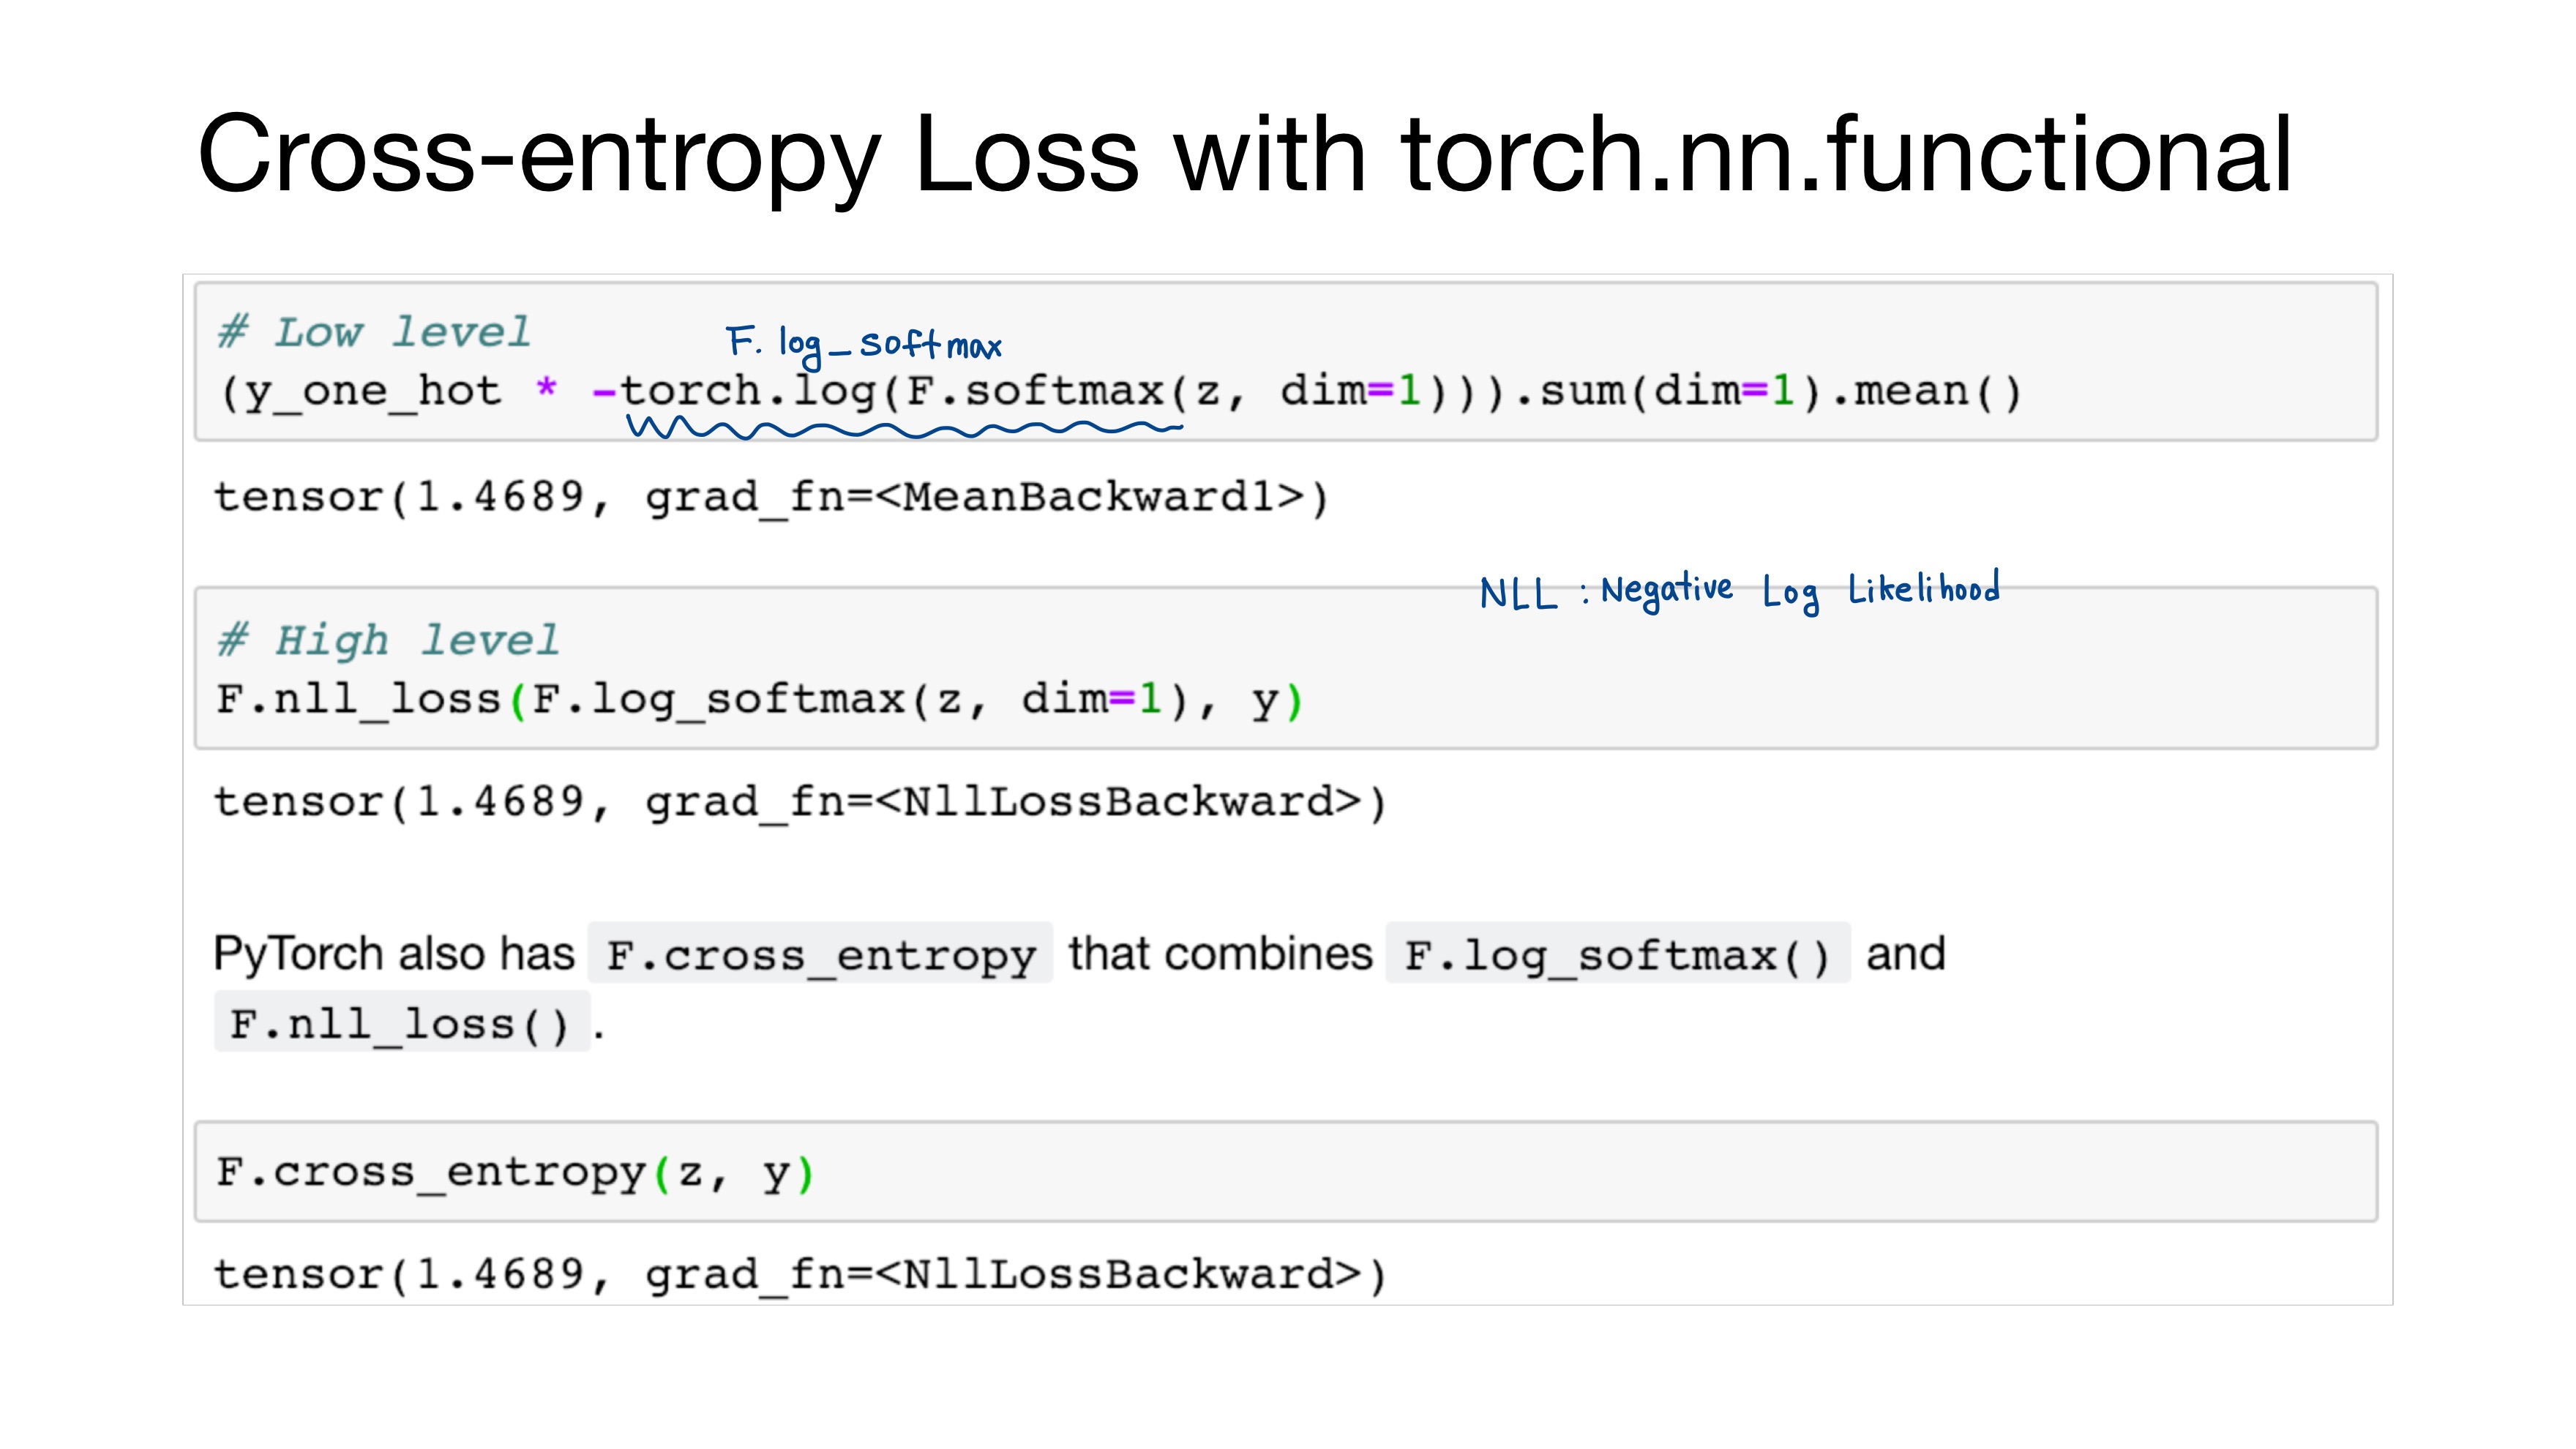 Cross-entropy Loss with torch.nn.functional
# Low level
F. log_softmax
(y_one_hot * -torch.log(F.softmax(z, dim=1))).sum(dim=1).mean()
tensor(1.4689, grad_fn=<MeanBackward1>)
NLL : Negative Log Likelihood
# High level
F.nll_loss(F.log_softmax(z, dim=1), y)
tensor(1.4689, grad_fn=<NllLossBackward>)
PyTorch also has F.cross_entropy that combines F.log_softmax() and
F.nll_loss() .
F.cross_entropy(z, y)
tensor(1.4689, grad_fn=<NllLossBackward>)